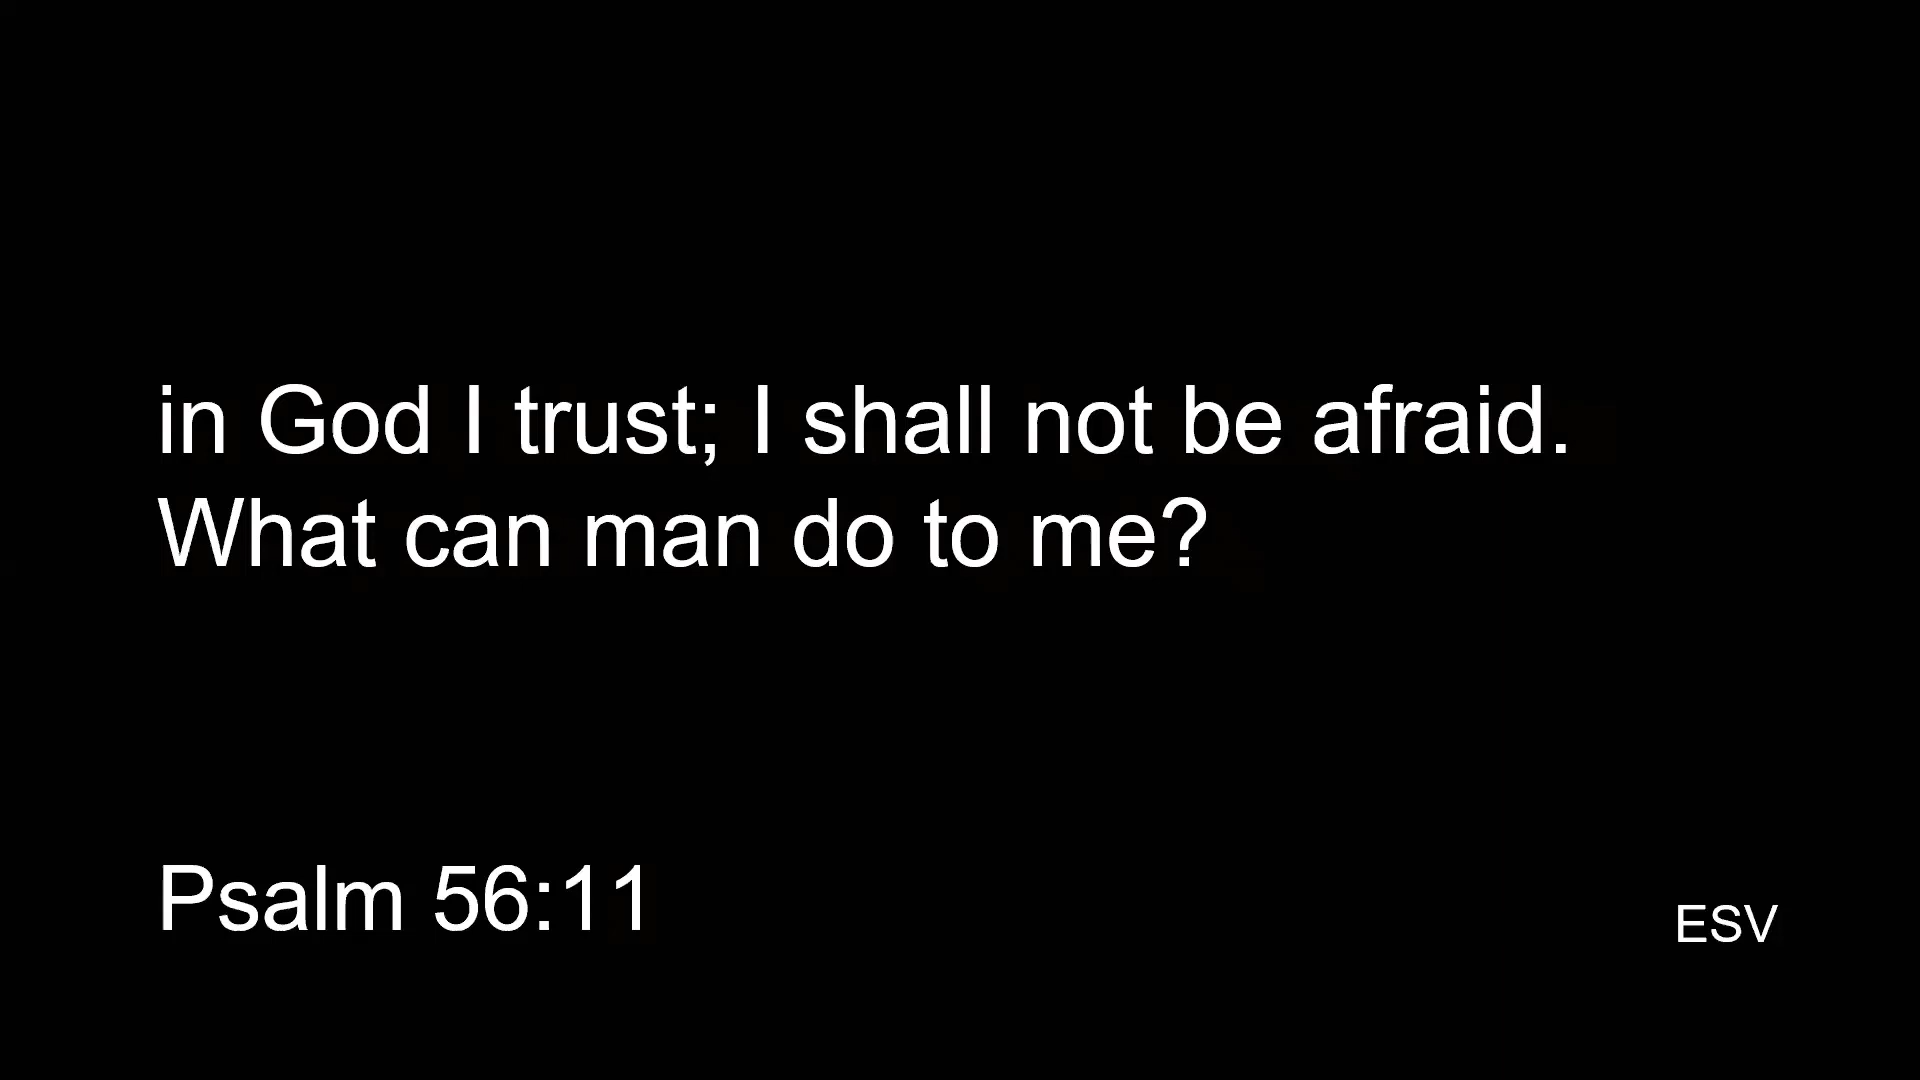 in God I trust; I shall not be afraid.
What can man do to me?
Psalm 56:11
ESV